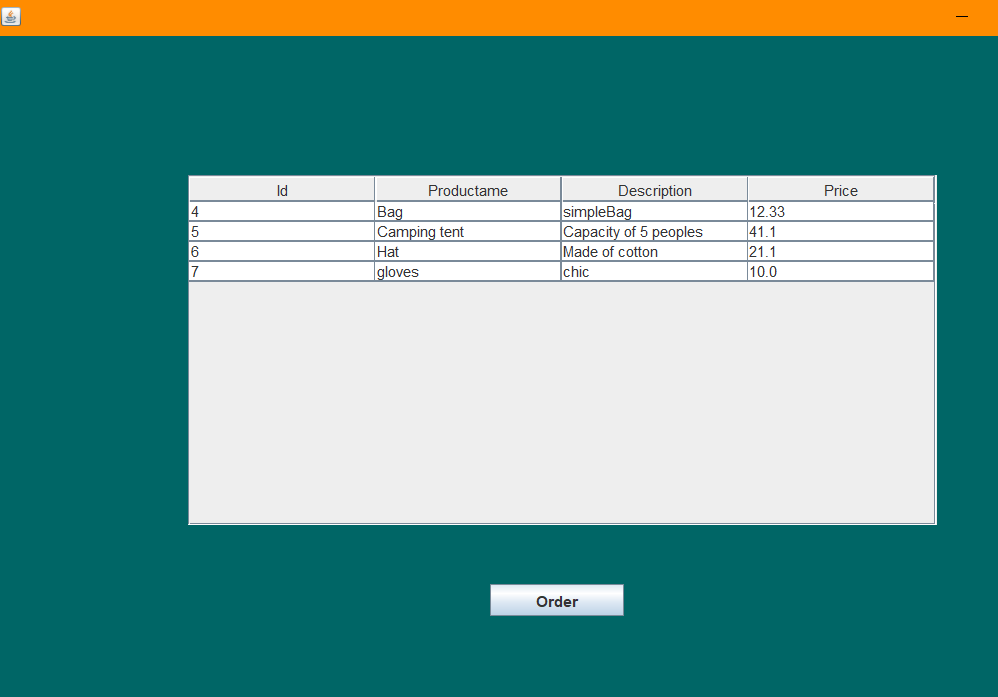 Id Productame Description Price
4 Bag simpleBag 12.33
5 Camping tent Capacity of 5 peoples 41.1
6 Hat Made of cotton 21.1
7 gloves chic 10.0
Order